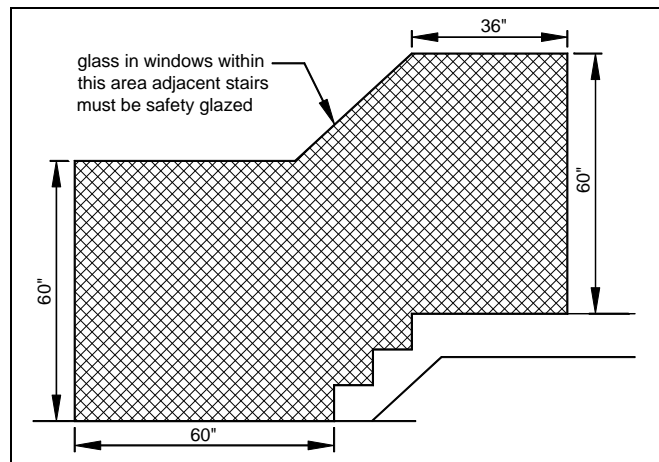 36"
glass in windows within
this area adjacent stairs
must be safety glazed
60"
60"
60"